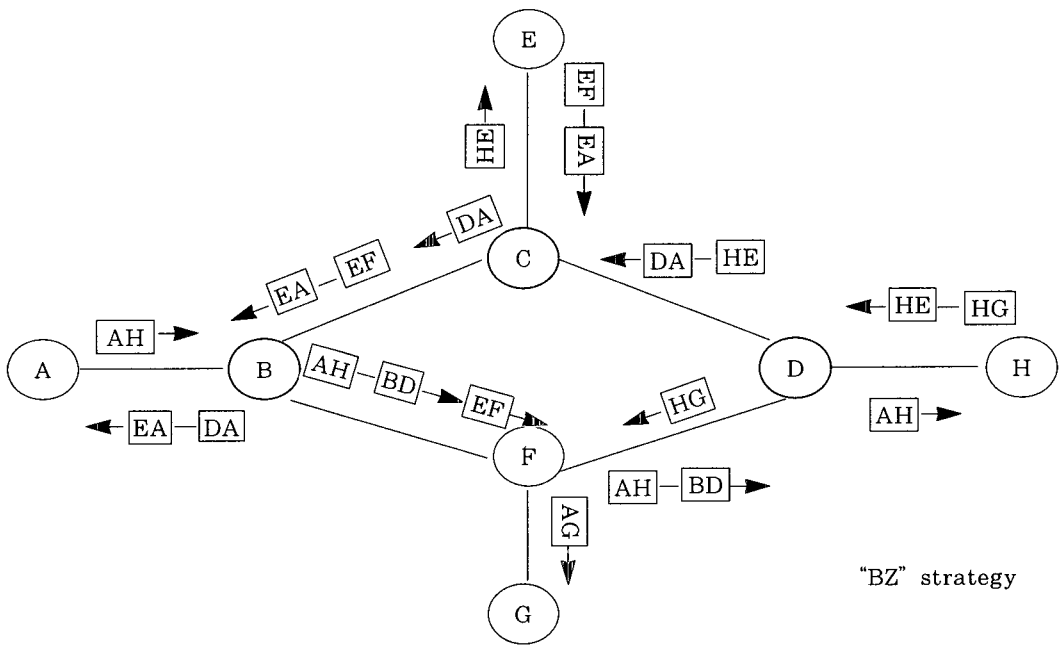 E
EF
EA
HE
DA
C
EF
EA
DA
HE
HE
HG
AH
A
B
D
H
AH
BD
EF
HG
AH
EA
DA
F
AH
BD
AG
"BZ" strategy
G